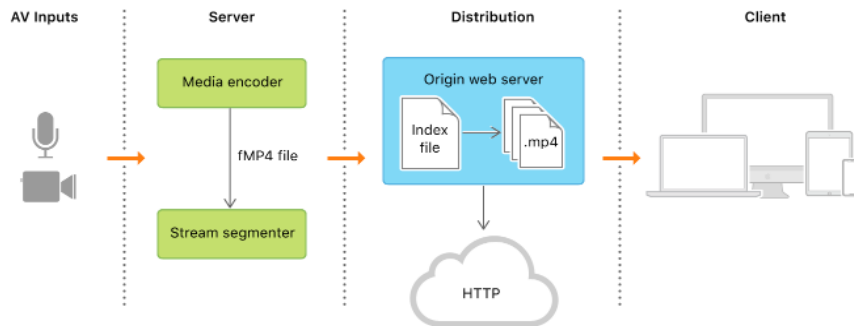 AV Inputs
Server
Distribution
Client
Media encoder
fMP4 file
Stream segmenter
Origin web server
Index
file
.mp4
HTTP